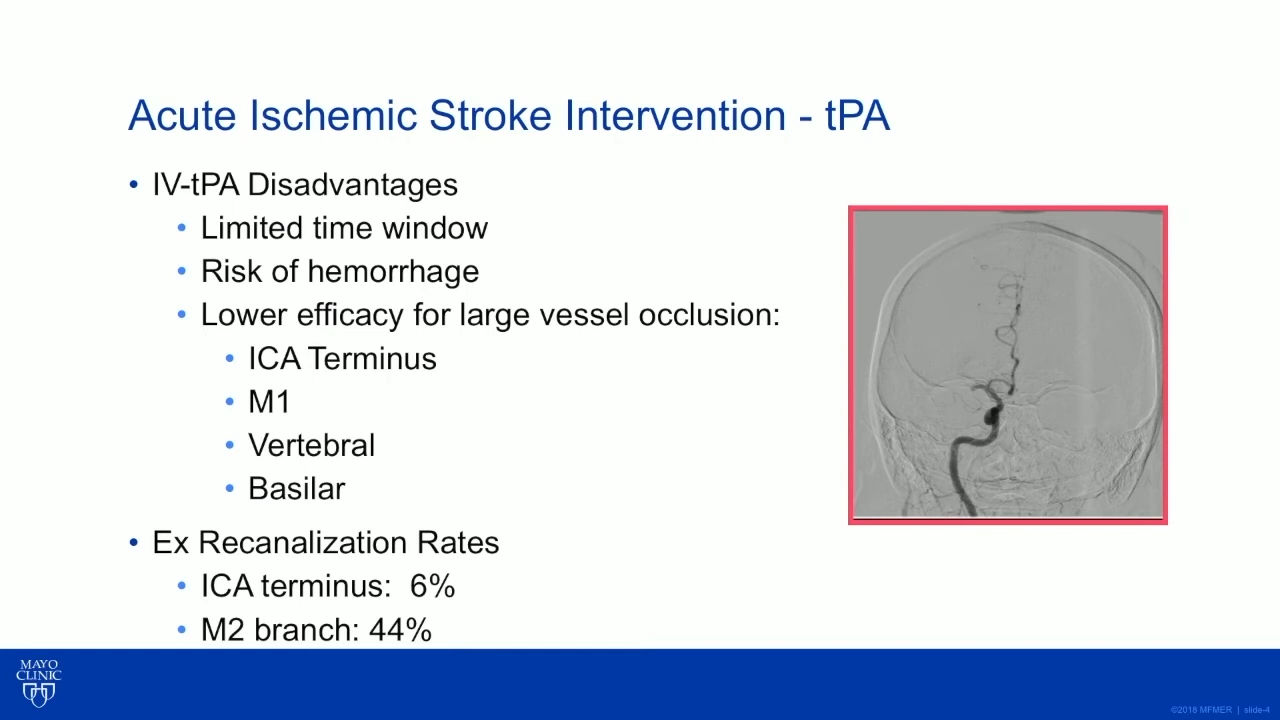 Acute Ischemic Stroke Intervention - tPA
• IV-tPA Disadvantages
• Limited time window
• Risk of hemorrhage
• Lower efficacy for large vessel occlusion:
• ICA Terminus
• M1
• Vertebral
• Basilar
• Ex Recanalization Rates
• ICA terminus:  6%
• M2 branch: 44%
MAYO
CLINIC
©2018 MFMER | slide-4